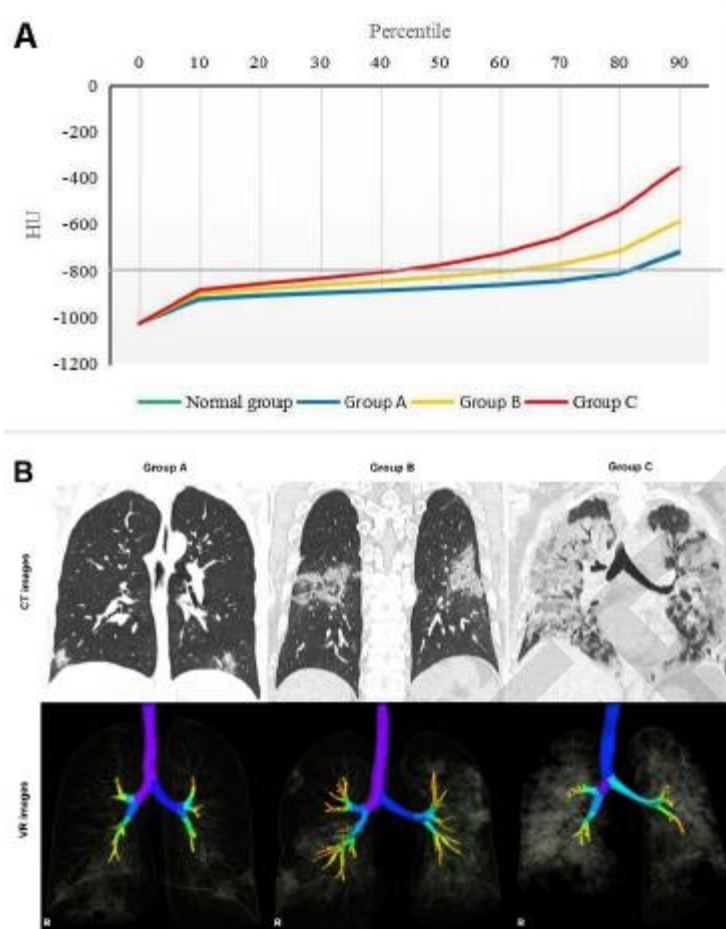 A
Percentile
0 10 20 30 40 50 60 70 80 90
0
-200
-400
-600
-800
-1000
-1200
HU
Normal group Group A Group B Group C
B
Group A Group B Group C
CT images
VR images
R R R